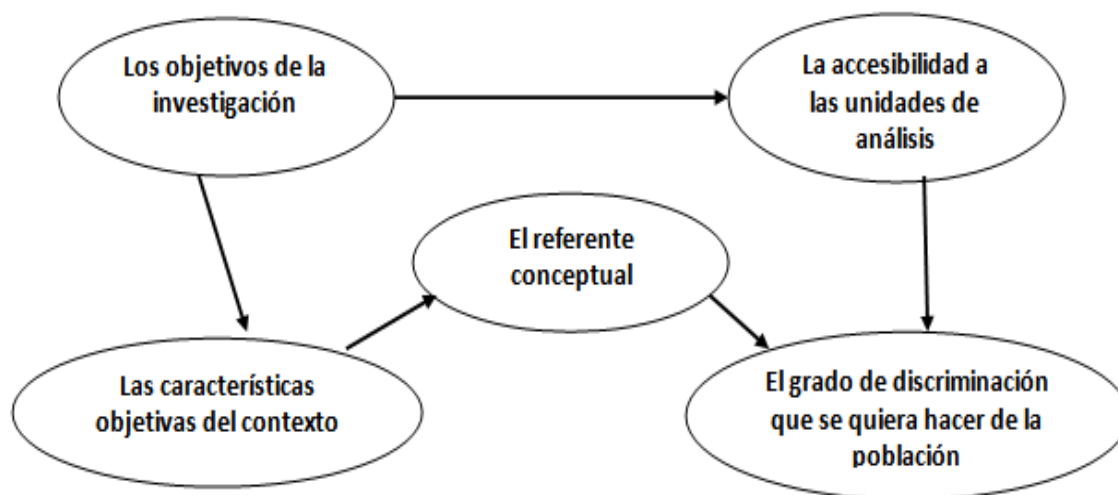 Los objetivos de la
investigación
La accesibilidad a
las unidades de
análisis
El referente
conceptual
Las características
objetivas del contexto
El grado de discriminación
que se quiera hacer de la
población